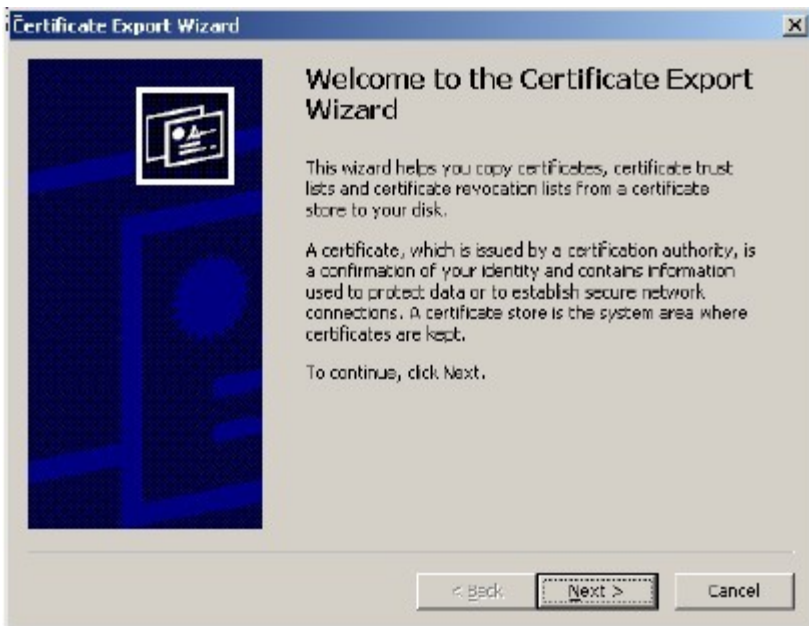 Certificate Export Wizard
Welcome to the Certificate Export
Wizard
This wizard helps you copy certificates, certificate trust
lists and certificate revocation lists from a certificate
store to your disk.
A certificate, which is issued by a certification authority, is
a confirmation of your identity and contains information
used to protect data or to establish secure network
connections. A certificate store is the system area where
certificates are kept.
To continue, click Next.
< Back
Next >
Cancel